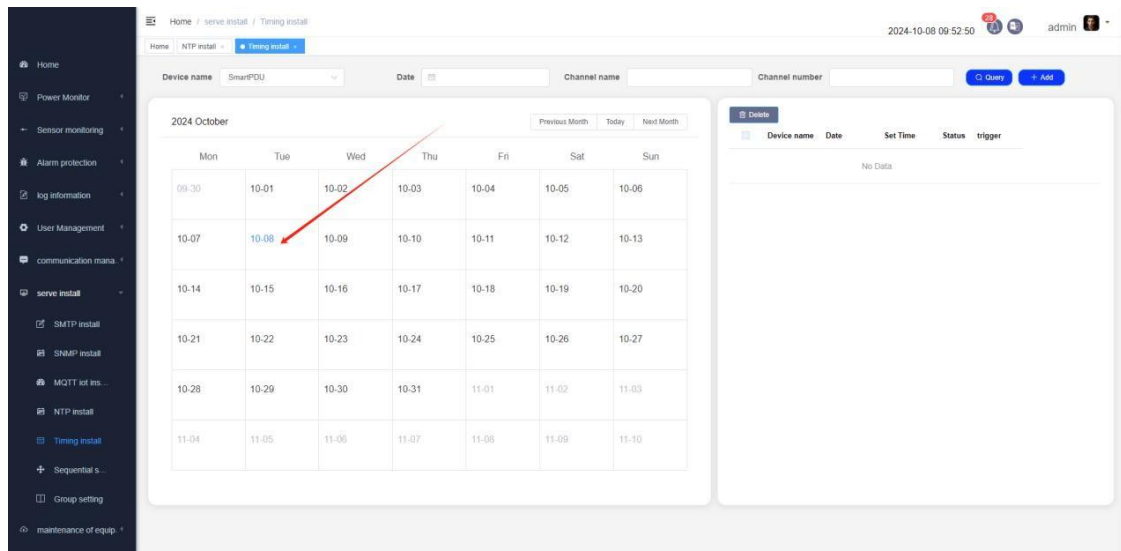 Home / serve install / Timing install
2024-10-08 09:52:50
28
admin
Home NTP install × Timing install ×
Home
Power Monitor
Sensor monitoring
Alarm protection
log information
User Management
communication mana..
serve install
SMTP install
SNMP install
MQTT iot ins...
NTP install
Timing install
Sequential s...
Group setting
maintenance of equip.
Device name SmartPDU Date Channel name Channel number Query + Add
2024 October Previous Month Today Next Month
Mon Tue Wed Thu Fri Sat Sun
09-30 10-01 10-02 10-03 10-04 10-05 10-06
10-07 10-08 10-09 10-10 10-11 10-12 10-13
10-14 10-15 10-16 10-17 10-18 10-19 10-20
10-21 10-22 10-23 10-24 10-25 10-26 10-27
10-28 10-29 10-30 10-31 11-01 11-02 11-03
11-04 11-05 11-06 11-07 11-08 11-09 11-10
Delete
Device name Date Set Time Status trigger
No Data